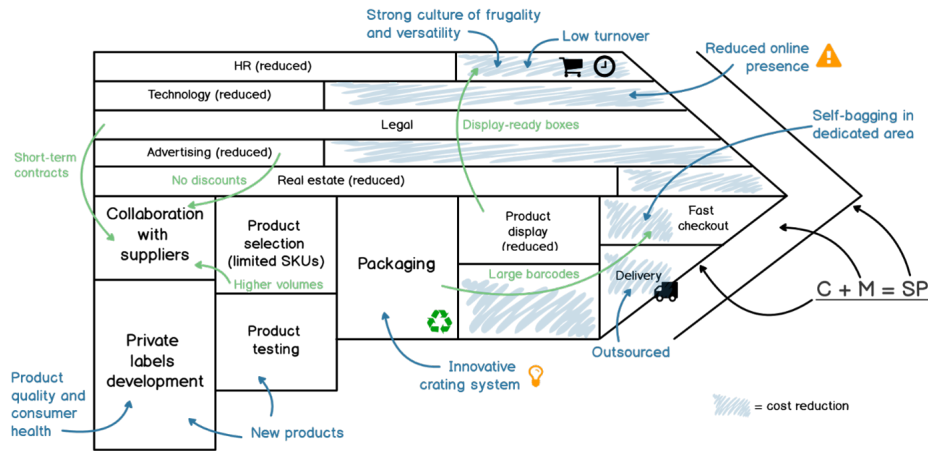 Strong culture of frugality
and versatility
Low turnover
Reduced online
presence
HR (reduced)
Technology (reduced)
Legal
Display-ready boxes
Self-bagging in
dedicated area
Short-term
contracts
Advertising (reduced)
No discounts
Real estate (reduced)
Collaboration
with
suppliers
Product
selection
(limited SKUs)
Higher volumes
Packaging
Product
display
(reduced)
Large barcodes
Fast
checkout
Delivery
C + M = SP
Private
labels
development
Product
testing
Outsourced
Innovative
crating system
Product
quality and
consumer
health
New products
= cost reduction